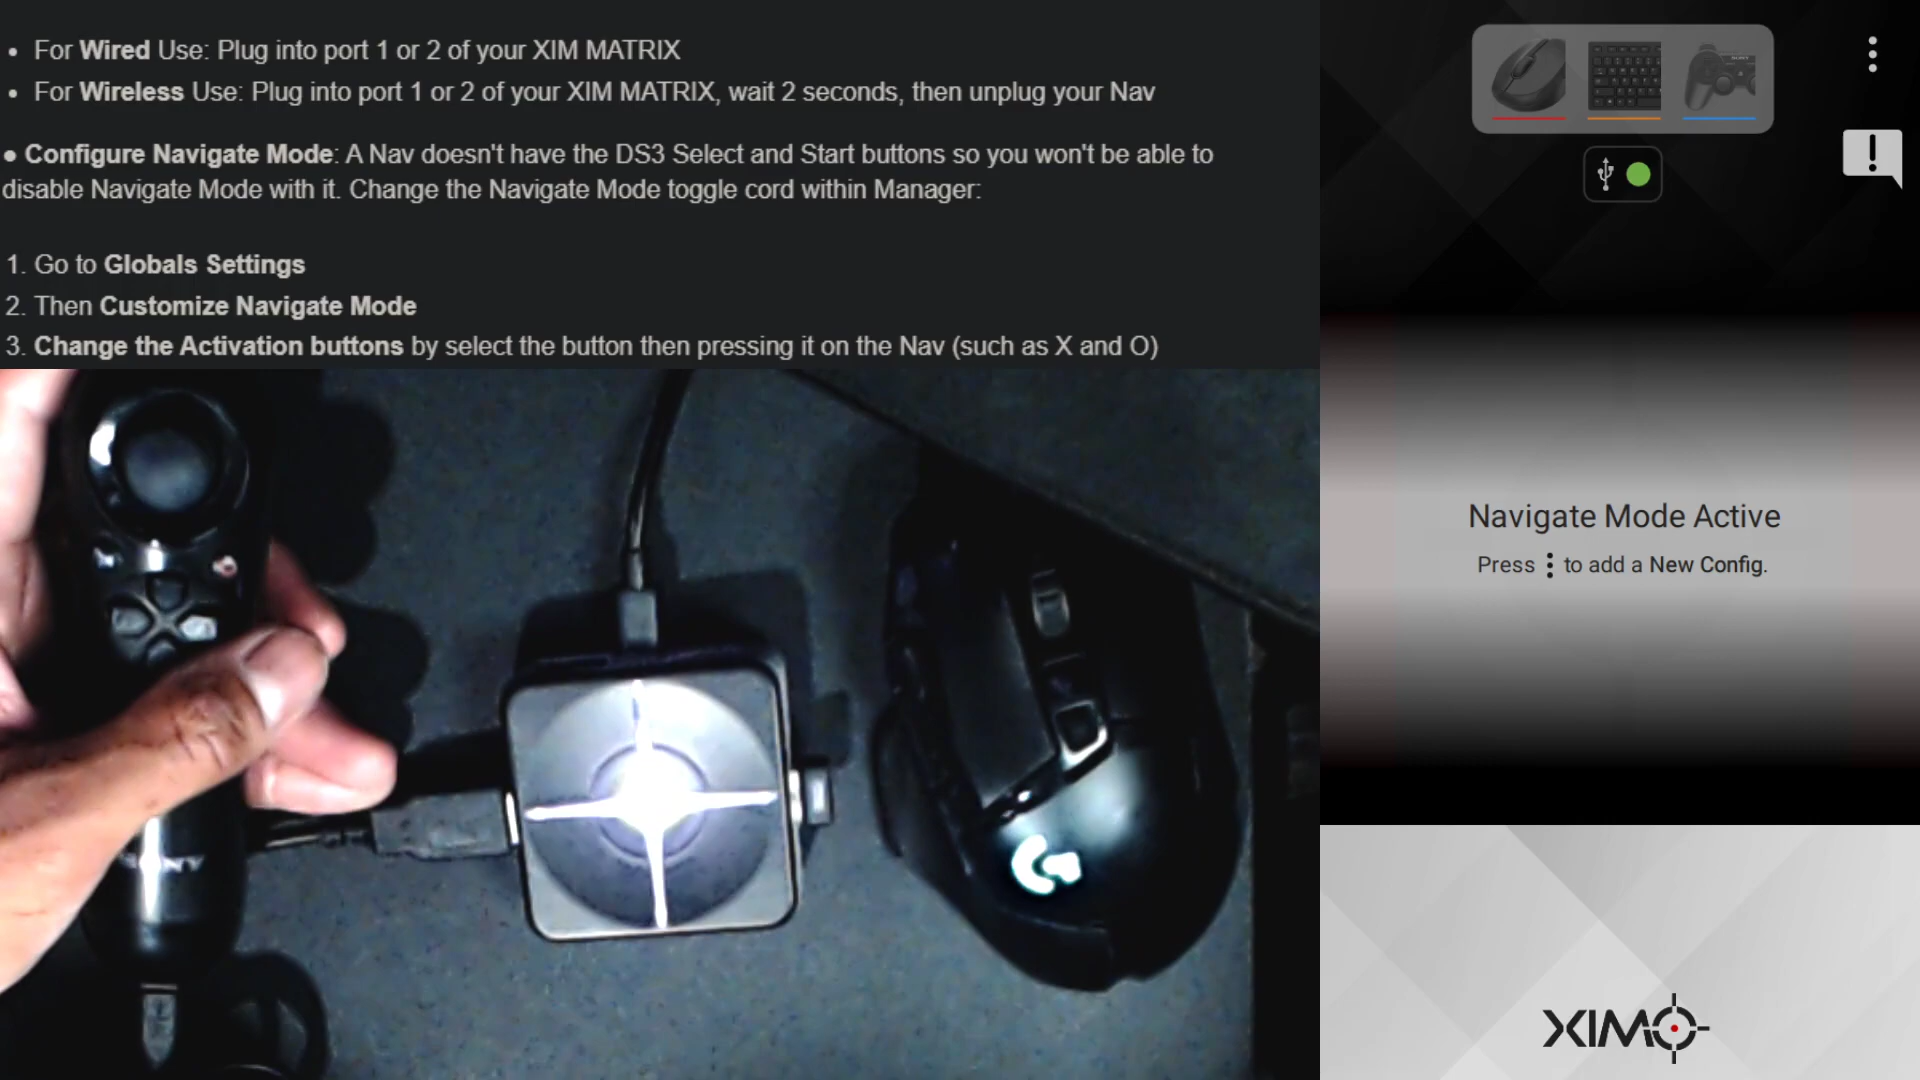 • For Wired Use: Plug into port 1 or 2 of your XIM MATRIX
• For Wireless Use: Plug into port 1 or 2 of your XIM MATRIX, wait 2 seconds, then unplug your Nav
● Configure Navigate Mode: A Nav doesn't have the DS3 Select and Start buttons so you won't be able to
disable Navigate Mode with it. Change the Navigate Mode toggle cord within Manager:
1. Go to Globals Settings
2. Then Customize Navigate Mode
3. Change the Activation buttons by select the button then pressing it on the Nav (such as X and O)
SONY
Navigate Mode Active
Press ⋮ to add a New Config.
XIM